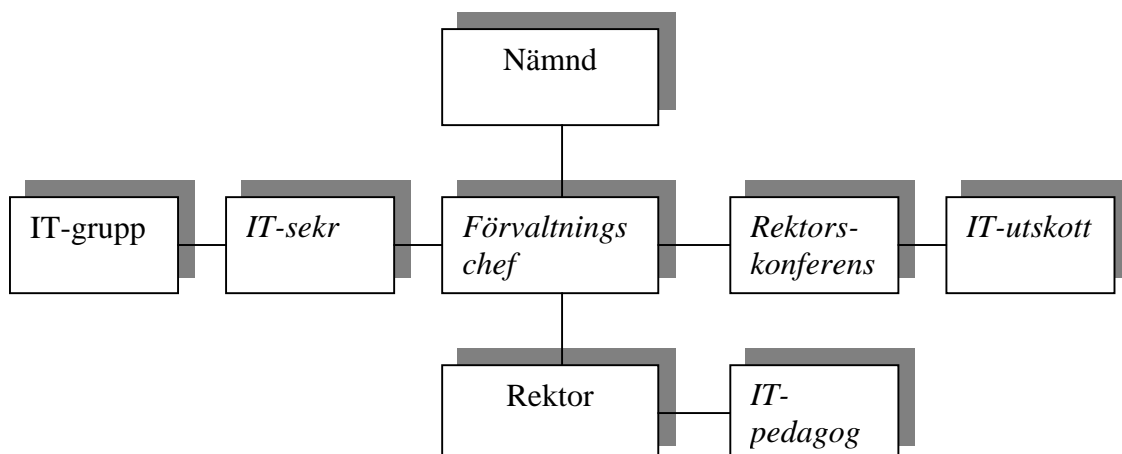 Nämnd
IT-grupp
IT-sekr
Förvaltnings
chef
Rektors-
konferens
IT-utskott
Rektor
IT-
pedagog